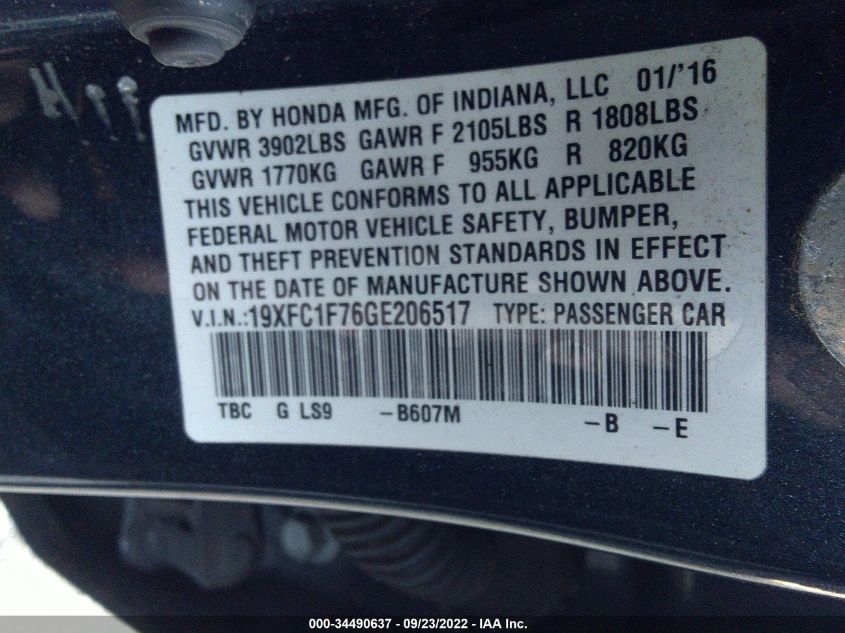 MFD. BY HONDA MFG. OF INDIANA, LLC 01/'16
GVWR 3902LBS GAWR F 2105LBS R 1808LBS
GVWR 1770KG GAWR F 955KG R 820KG
THIS VEHICLE CONFORMS TO ALL APPLICABLE
FEDERAL MOTOR VEHICLE SAFETY, BUMPER,
AND THEFT PREVENTION STANDARDS IN EFFECT
ON THE DATE OF MANUFACTURE SHOWN ABOVE.
V.I.N.:19XFC1F76GE206517 TYPE: PASSENGER CAR
TBC G LS9 -B607M -B -E
000-34490637 - 09/23/2022 - IAA Inc.